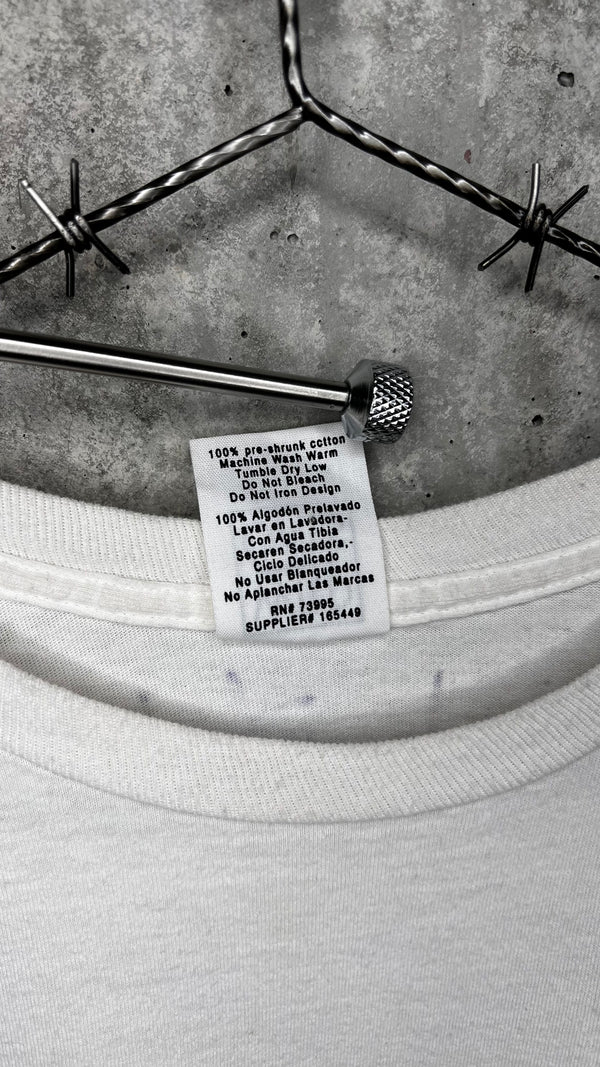 100% pre-shrunk cctton
Machine Wash Warm
Tumble Dry Low
Do Not Bleach
Do Not Iron Design
100% Algodón Prelavado
Lavar en Lavadora-
Con Agua Tibia
Secaren Secadora,-
Ciclo Delicado
No Usar Blanqueador
No Aplanchar Las Marcas
RN# 73995
SUPPLIER# 165449